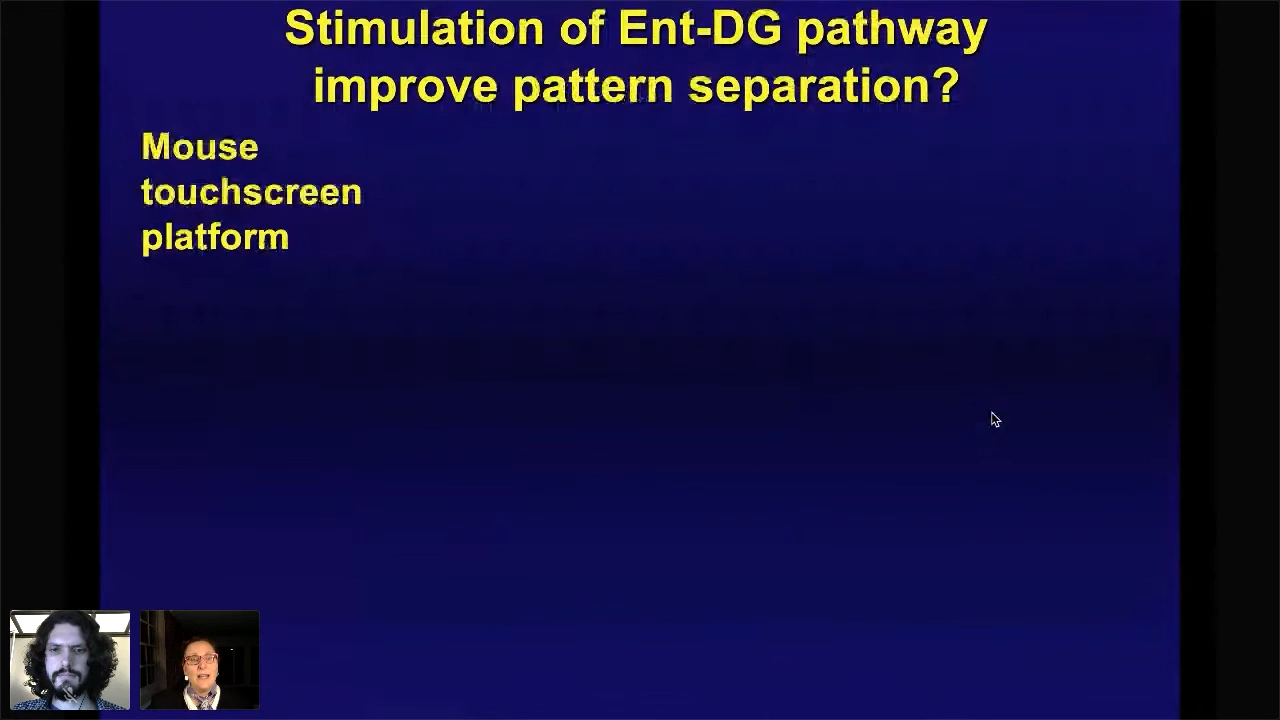 Stimulation of Ent-DG pathway
improve pattern separation?
Mouse
touchscreen
platform